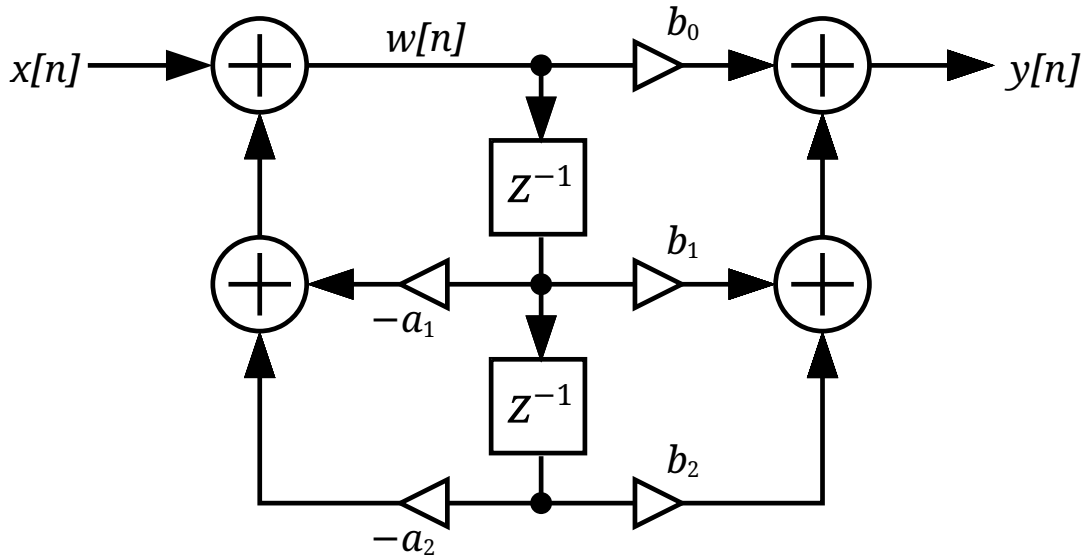 x[n]
w[n]
b₀
y[n]
z⁻¹
−a₁
b₁
z⁻¹
−a₂
b₂